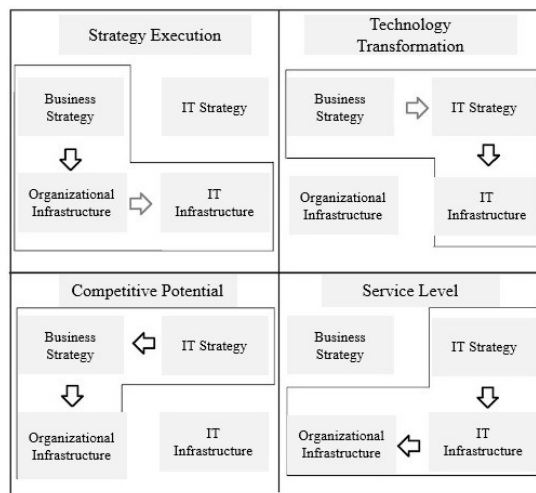 Strategy Execution
Business
Strategy
IT Strategy
Organizational
Infrastructure
IT
Infrastructure
Technology
Transformation
Business
Strategy
IT Strategy
Organizational
Infrastructure
IT
Infrastructure
Competitive Potential
Business
Strategy
IT Strategy
Organizational
Infrastructure
IT
Infrastructure
Service Level
Business
Strategy
IT Strategy
Organizational
Infrastructure
IT
Infrastructure